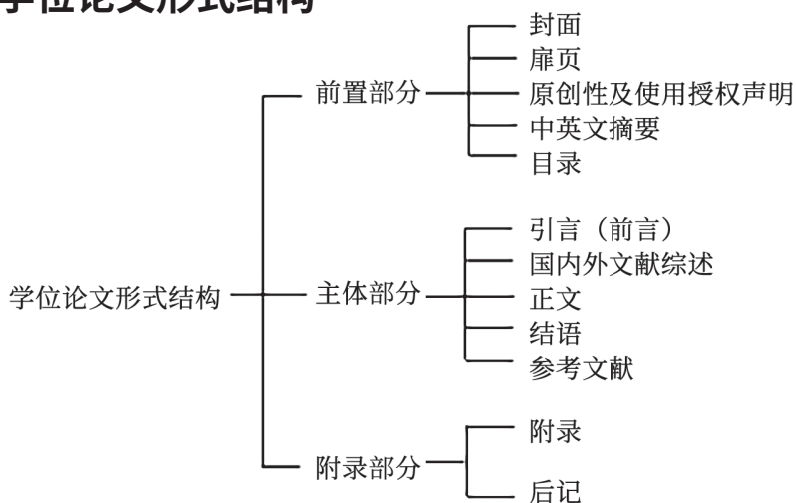 学位论文形式结构
封面
扉页
前置部分
原创性及使用授权声明
中英文摘要
目录
引言（前言）
国内外文献综述
学位论文形式结构
主体部分
正文
结语
参考文献
附录
附录部分
后记